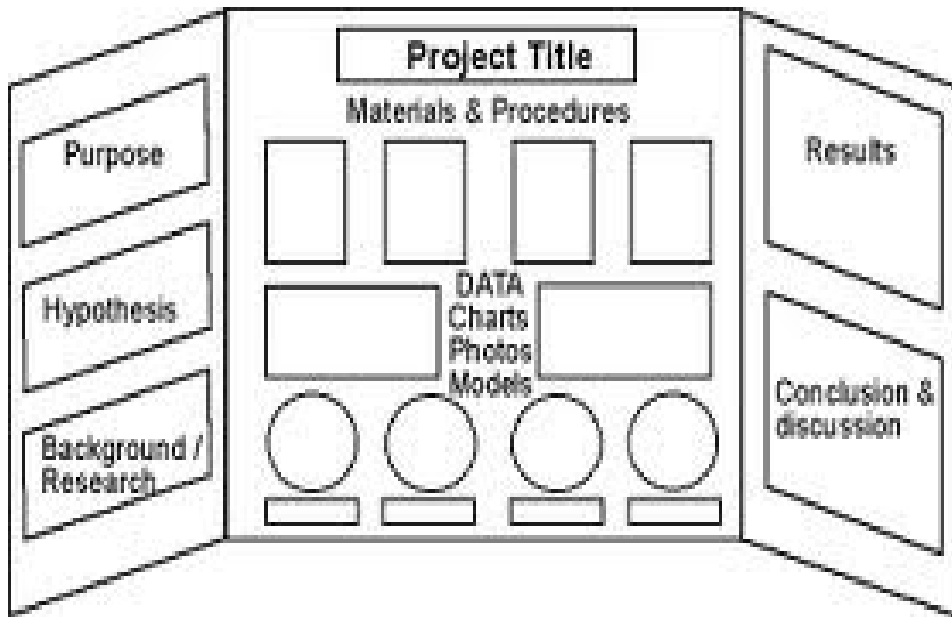 Project Title
Materials & Procedures
Purpose
Hypothesis
Background /
Research
DATA
Charts
Photos
Models
Results
Conclusion &
discussion